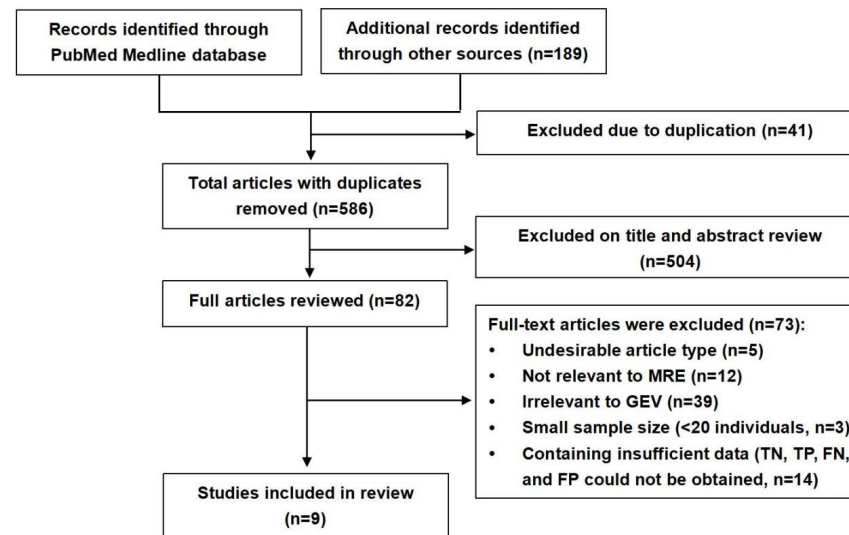 Records identified through
PubMed Medline database
Additional records identified
through other sources (n=189)
Excluded due to duplication (n=41)
Total articles with duplicates
removed (n=586)
Excluded on title and abstract review
(n=504)
Full articles reviewed (n=82)
Full-text articles were excluded (n=73):
• Undesirable article type (n=5)
• Not relevant to MRE (n=12)
• Irrelevant to GEV (n=39)
• Small sample size (<20 individuals, n=3)
• Containing insufficient data (TN, TP, FN,
and FP could not be obtained, n=14)
Studies included in review
(n=9)